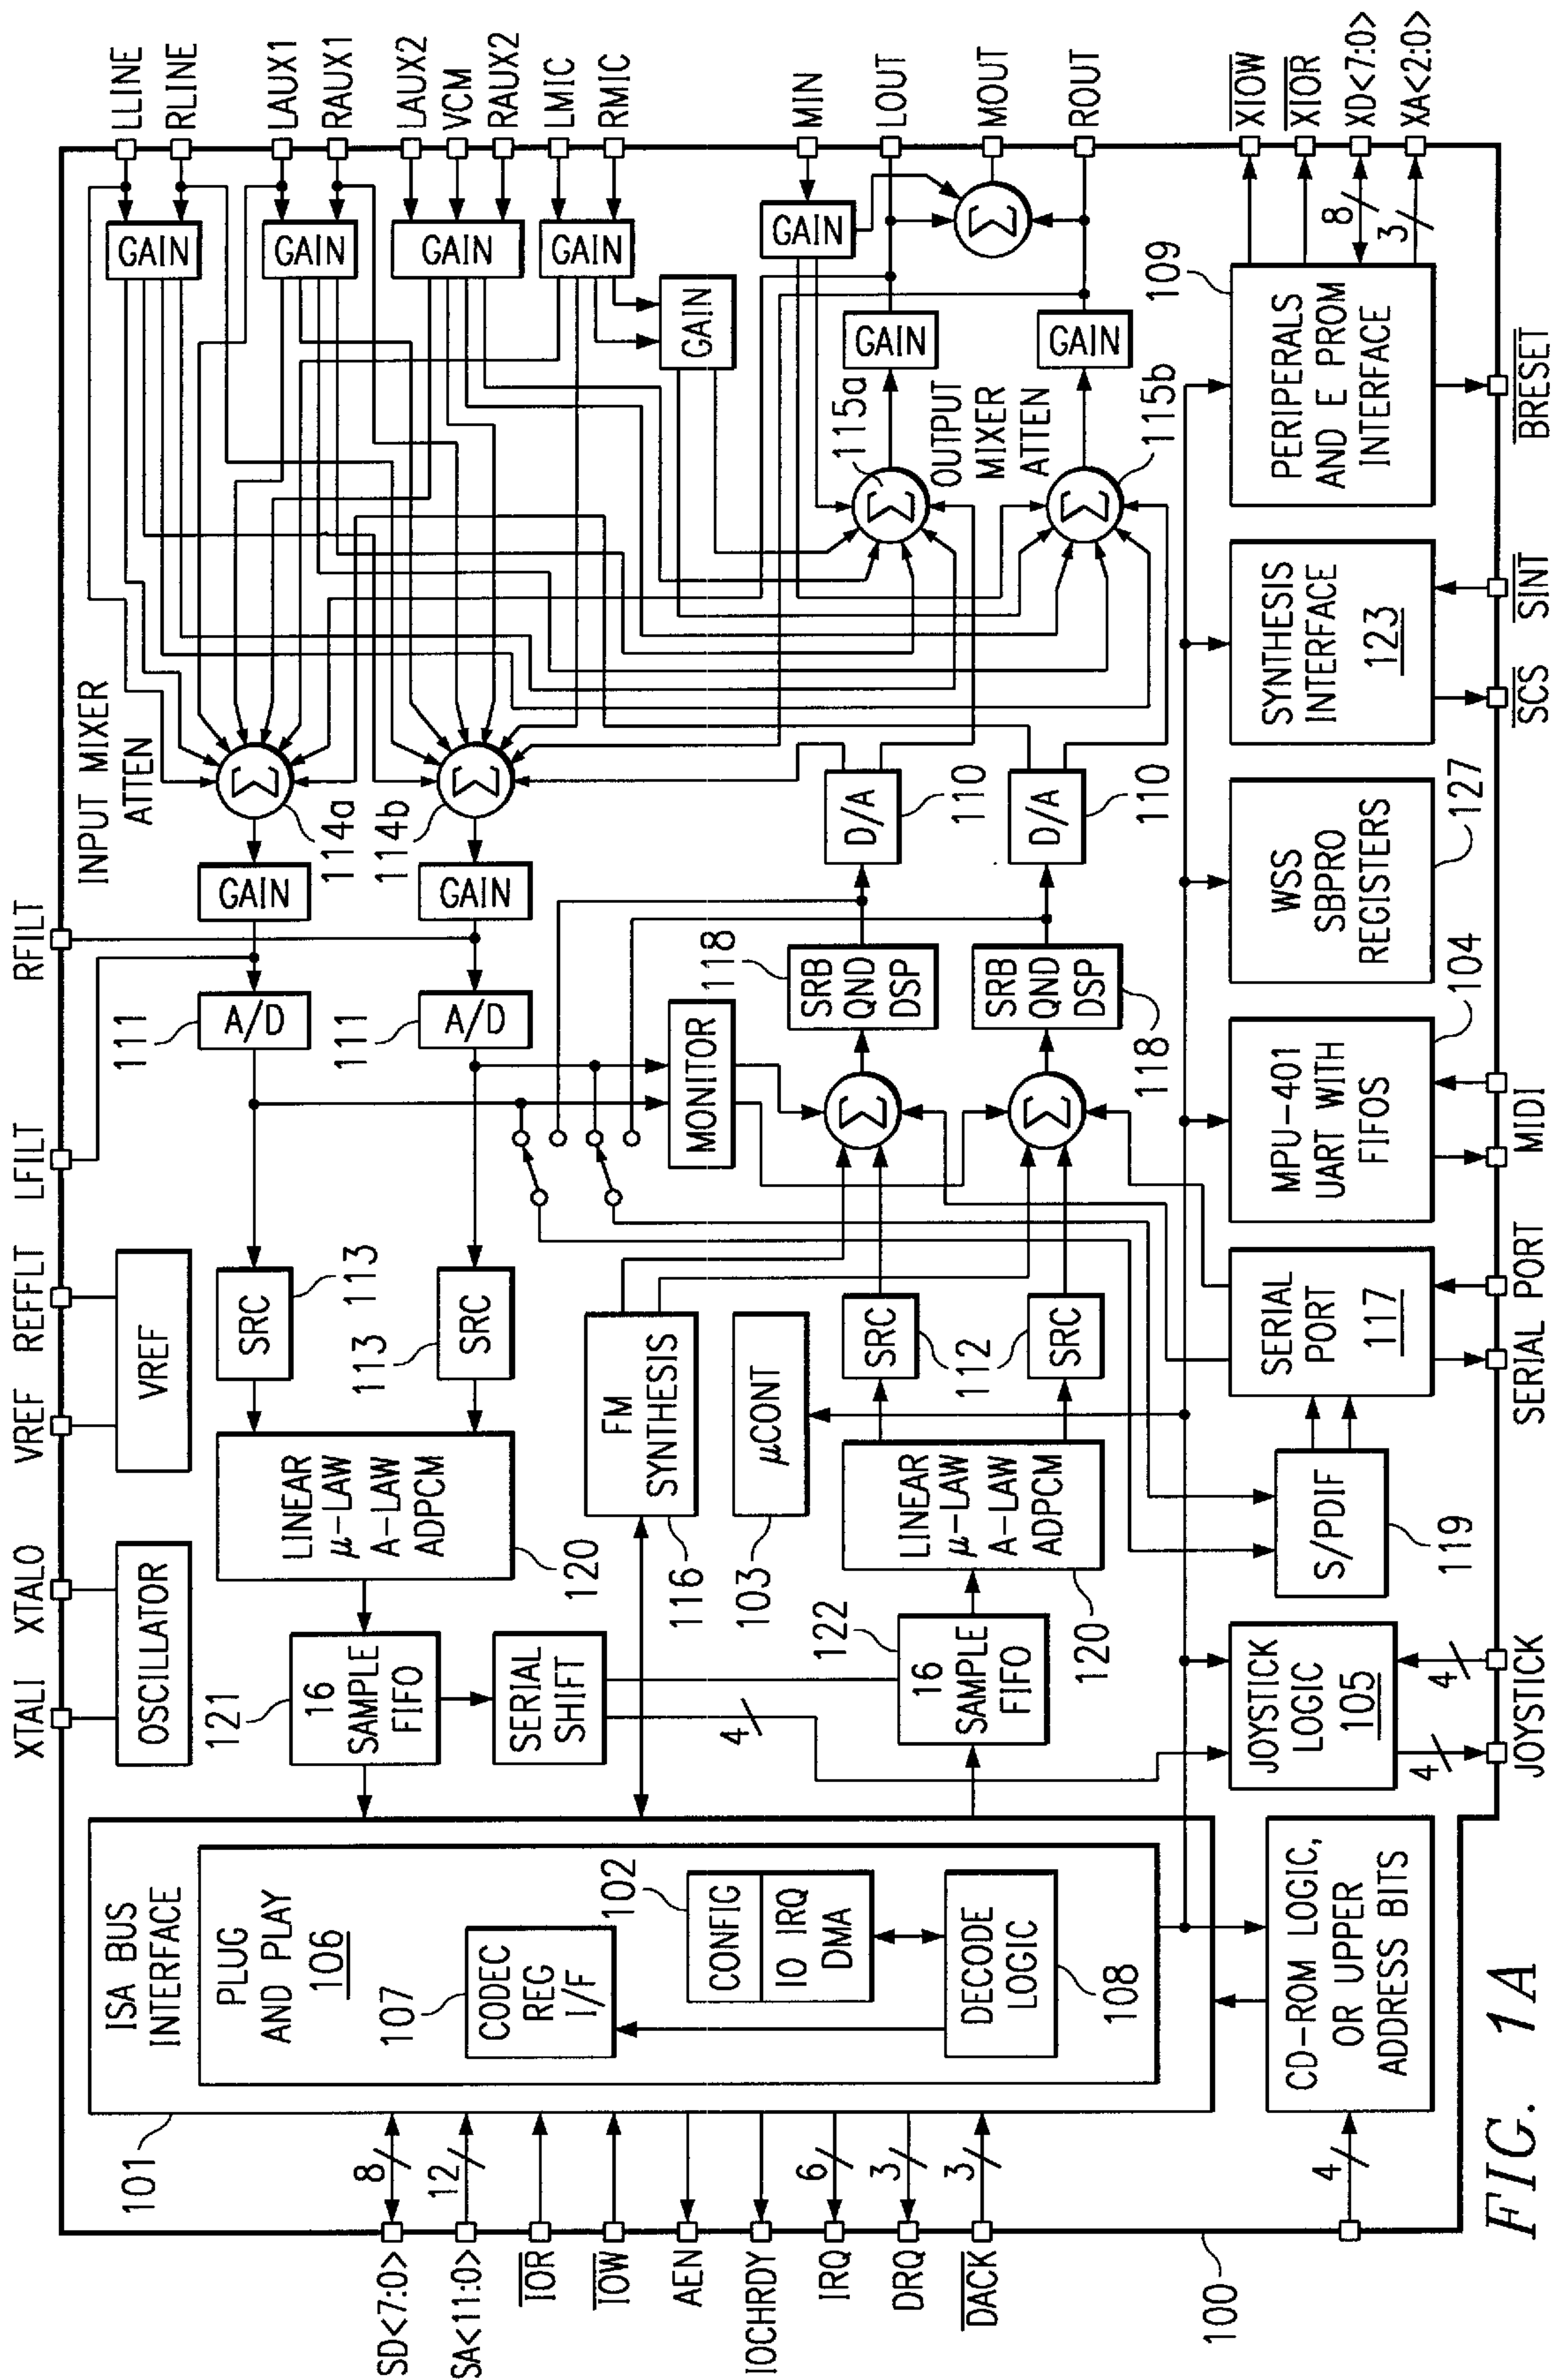 XTALI
XTALO
VREF
REFFLT
LFILT
RFILT
OSCILLATOR
VREF
INPUT MIXER
ATTEN
LLINE
RLINE
LAUX1
RAUX1
LAUX2
VCM
RAUX2
LMIC
RMIC
MIN
LOUT
MOUT
ROUT
XIOW
XIOR
XD<7:0>
XA<2:0>
8
3
GAIN
GAIN
GAIN
GAIN
GAIN
GAIN
GAIN
GAIN
GAIN
GAIN
Σ
Σ
Σ
Σ
Σ
Σ
Σ
114a
114b
115a
OUTPUT
MIXER
ATTEN
115b
A/D
111
A/D
111
SRC
113
SRC
113
LINEAR
μ-LAW
A-LAW
ADPCM
120
121
16
SAMPLE
FIFO
SERIAL
SHIFT
4
FM
SYNTHESIS
116
μCONT
103
MONITOR
118
SRB
QND
DSP
SRB
QND
DSP
118
D/A
110
D/A
110
SRC
112
SRC
LINEAR
μ-LAW
A-LAW
ADPCM
120
122
16
SAMPLE
FIFO
101
ISA BUS
INTERFACE
PLUG
AND PLAY
106
107
CODEC
REG
I/F
102
CONFIG
IO IRQ
DMA
DECODE
LOGIC
108
SD<7:0>
8
SA<11:0>
12
IOR
IOW
AEN
IOCHRDY
IRQ
6
DRQ
3
DACK
3
100
4
CD-ROM LOGIC,
OR UPPER
ADDRESS BITS
JOYSTICK
LOGIC
105
4
4
JOYSTICK
S/PDIF
119
SERIAL
PORT
117
SERIAL PORT
MPU-401
UART WITH
FIFOS
104
MIDI
WSS
SBPRO
REGISTERS
127
SYNTHESIS
INTERFACE
123
SCS
SINT
109
PERIPERALS
AND E PROM
INTERFACE
BRESET
FIG. 1A